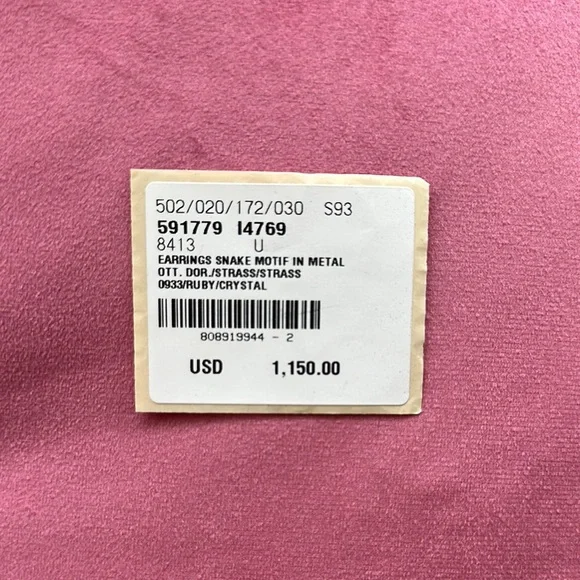 502/020/172/030 S93
591779 I4769
8413 U
EARRINGS SNAKE MOTIF IN METAL
OTT. DOR./STRASS/STRASS
0933/RUBY/CRYSTAL
808919944 - 2
USD 1,150.00